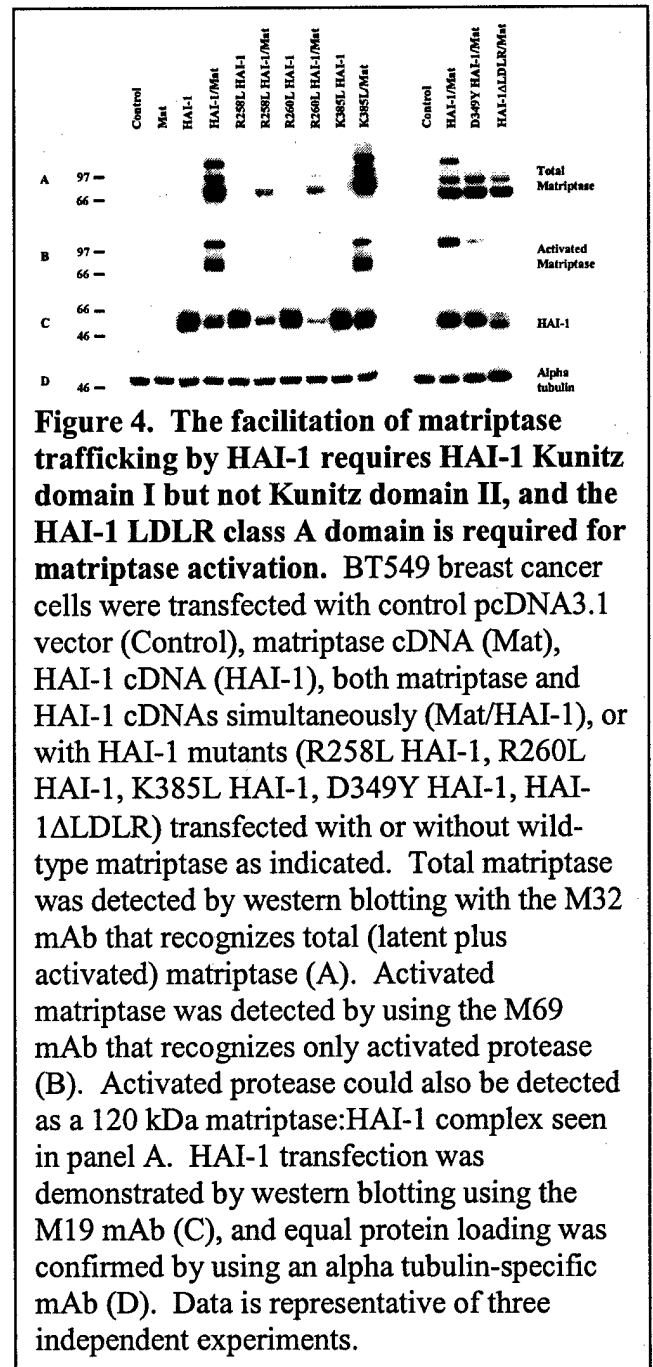 Control
Mat
HAI-1
HAI-1/Mat
R258L HAI-1
R258L HAI-1/Mat
R260L HAI-1
R260L HAI-1/Mat
K385L HAI-1
K385L/Mat
Control
HAI-1/Mat
D349Y HAI-1/Mat
HAI-1ΔLDLR/Mat
A 97 – Total
66 – Matriptase
B 97 – Activated
66 – Matriptase
C 66 – HAI-1
46 –
D 46 – Alpha
tubulin
Figure 4. The facilitation of matriptase
trafficking by HAI-1 requires HAI-1 Kunitz
domain I but not Kunitz domain II, and the
HAI-1 LDLR class A domain is required for
matriptase activation. BT549 breast cancer
cells were transfected with control pcDNA3.1
vector (Control), matriptase cDNA (Mat),
HAI-1 cDNA (HAI-1), both matriptase and
HAI-1 cDNAs simultaneously (Mat/HAI-1), or
with HAI-1 mutants (R258L HAI-1, R260L
HAI-1, K385L HAI-1, D349Y HAI-1, HAI-
1ΔLDLR) transfected with or without wild-
type matriptase as indicated. Total matriptase
was detected by western blotting with the M32
mAb that recognizes total (latent plus
activated) matriptase (A). Activated
matriptase was detected by using the M69
mAb that recognizes only activated protease
(B). Activated protease could also be detected
as a 120 kDa matriptase:HAI-1 complex seen
in panel A. HAI-1 transfection was
demonstrated by western blotting using the
M19 mAb (C), and equal protein loading was
confirmed by using an alpha tubulin-specific
mAb (D). Data is representative of three
independent experiments.